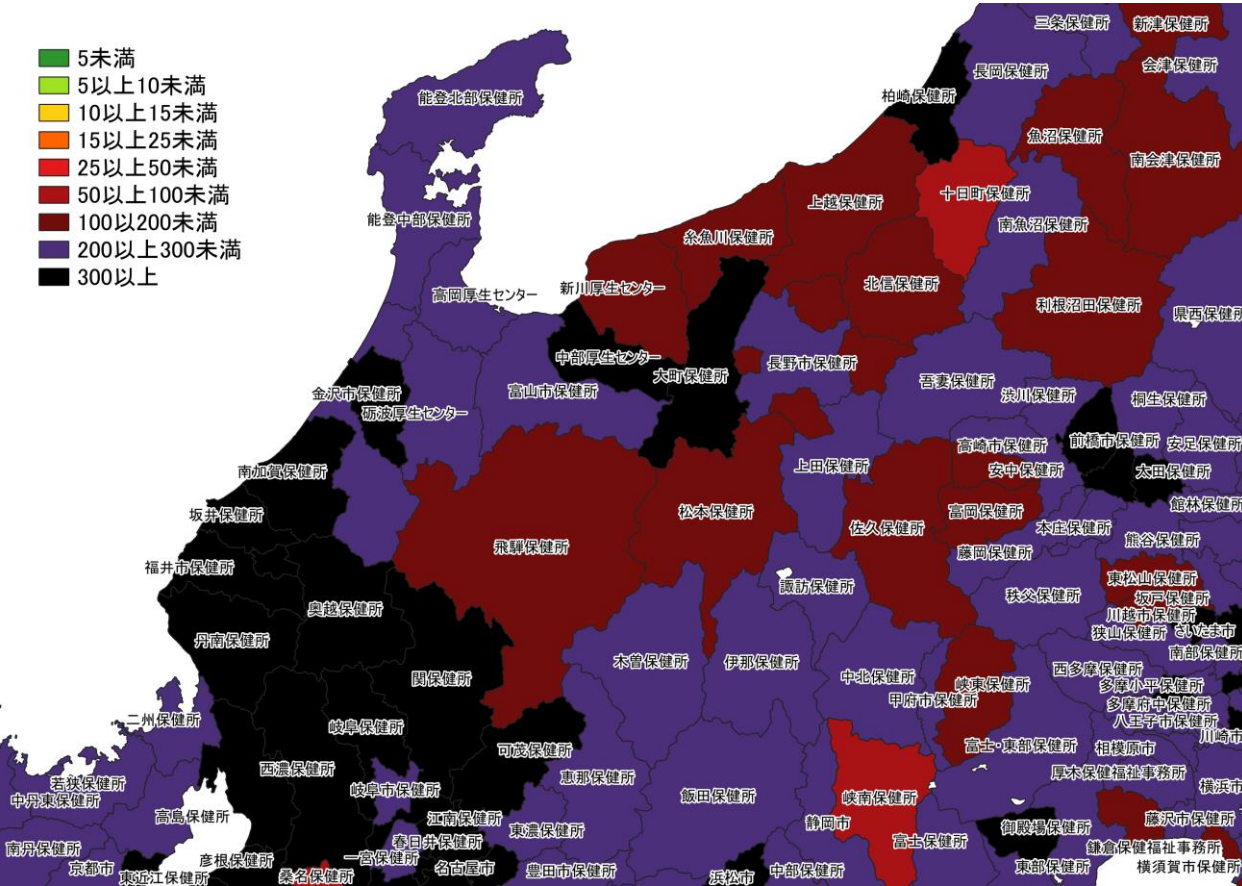 5未満
5以上10未満
10以上15未満
15以上25未満
25以上50未満
50以上100未満
100以200未満
200以上300未満
300以上
三条保健所
新津保健所
長岡保健所
会津保健所
能登北部保健所
柏崎保健所
魚沼保健所
南会津保健所
十日町保健所
上越保健所
能登中部保健所
南魚沼保健所
糸魚川保健所
高岡厚生センター
新川厚生センター
北信保健所
利根沼田保健所
県西保健所
中部厚生センター
大町保健所
長野市保健所
吾妻保健所
渋川保健所
金沢市保健所
富山市保健所
桐生保健所
砺波厚生センター
前橋市保健所
安足保健所
高崎市保健所
安中保健所
太田保健所
南加賀保健所
上田保健所
館林保健所
坂井保健所
松本保健所
佐久保健所
富岡保健所
本庄保健所
飛騨保健所
藤岡保健所
熊谷保健所
福井市保健所
東松山保健所
諏訪保健所
秩父保健所
坂戸保健所
奥越保健所
川越市保健所
丹南保健所
狭山保健所
さいたま市
南部保健所
木曽保健所
伊那保健所
西多摩保健所
中北保健所
関保健所
峡東保健所
多摩小平保健所
甲府市保健所
多摩府中保健所
二州保健所
八王子市保健所
岐阜保健所
川崎市
可茂保健所
富士・東部保健所
相模原市
西濃保健所
厚木保健福祉事務所
若狭保健所
恵那保健所
横浜市
岐阜市保健所
飯田保健所
峡南保健所
中丹東保健所
高島保健所
江南保健所
静岡市
藤沢市保健所
東濃保健所
御殿場保健所
春日井保健所
富士保健所
鎌倉保健福祉事務所
南丹保健所
一宮保健所
彦根保健所
京都市
名古屋市
豊田市保健所
中部保健所
東部保健所
横須賀市保健所
東近江保健所
桑名保健所
浜松市